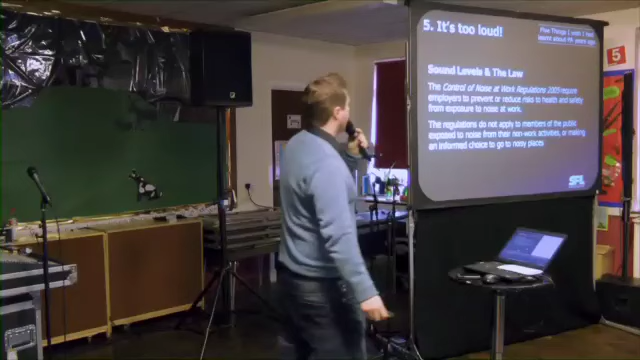 5. It's too loud!
Five Things I wish I had
learnt about PA years ago
Sound Levels & The Law
The Control of Noise at Work Regulations 2005 require
employers to prevent or reduce risks to health and safety
from exposure to noise at work.
The regulations do not apply to members of the public
exposed to noise from their non-work activities, or making
an informed choice to go to noisy places
SFL
5